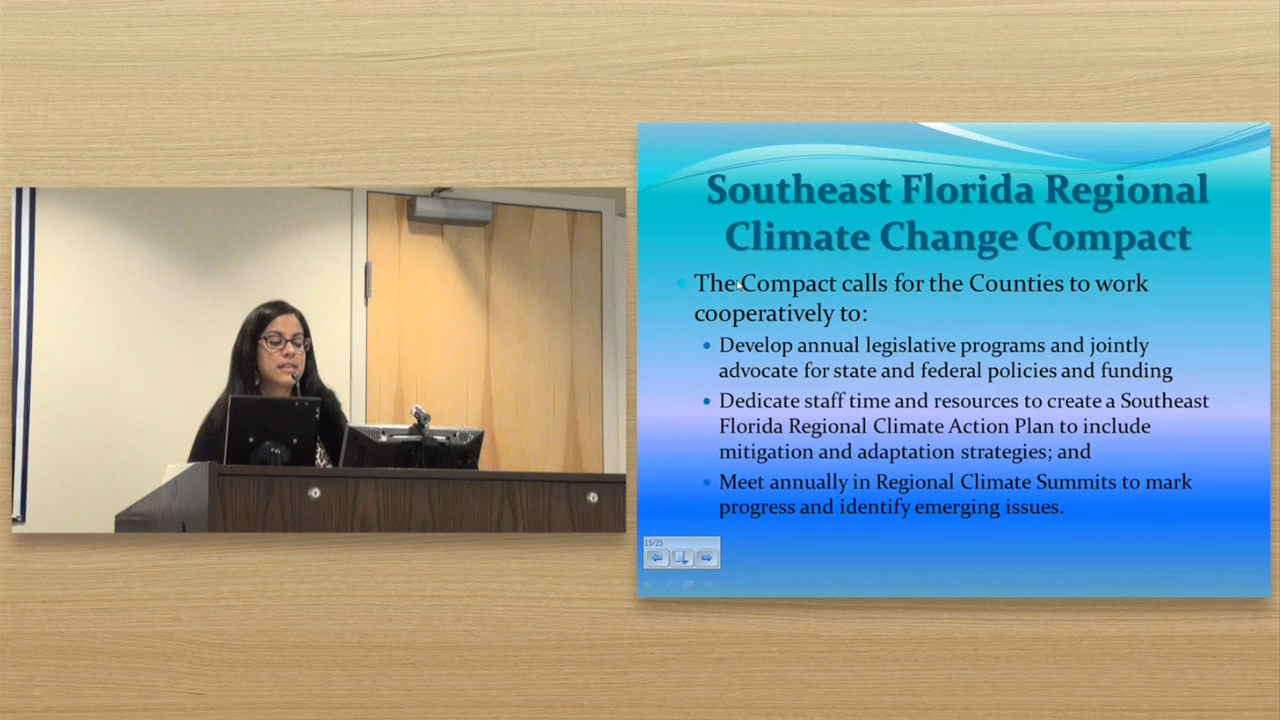 Southeast Florida Regional
Climate Change Compact
The Compact calls for the Counties to work
cooperatively to:
Develop annual legislative programs and jointly
advocate for state and federal policies and funding
Dedicate staff time and resources to create a Southeast
Florida Regional Climate Action Plan to include
mitigation and adaptation strategies; and
Meet annually in Regional Climate Summits to mark
progress and identify emerging issues.
15/25